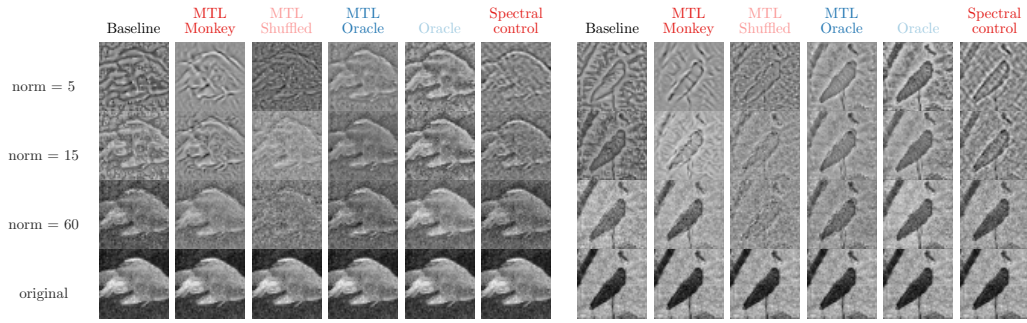 Baseline MTL Monkey MTL Shuffled MTL Oracle Oracle Spectral control Baseline MTL Monkey MTL Shuffled MTL Oracle Oracle Spectral control
norm = 5
norm = 15
norm = 60
original